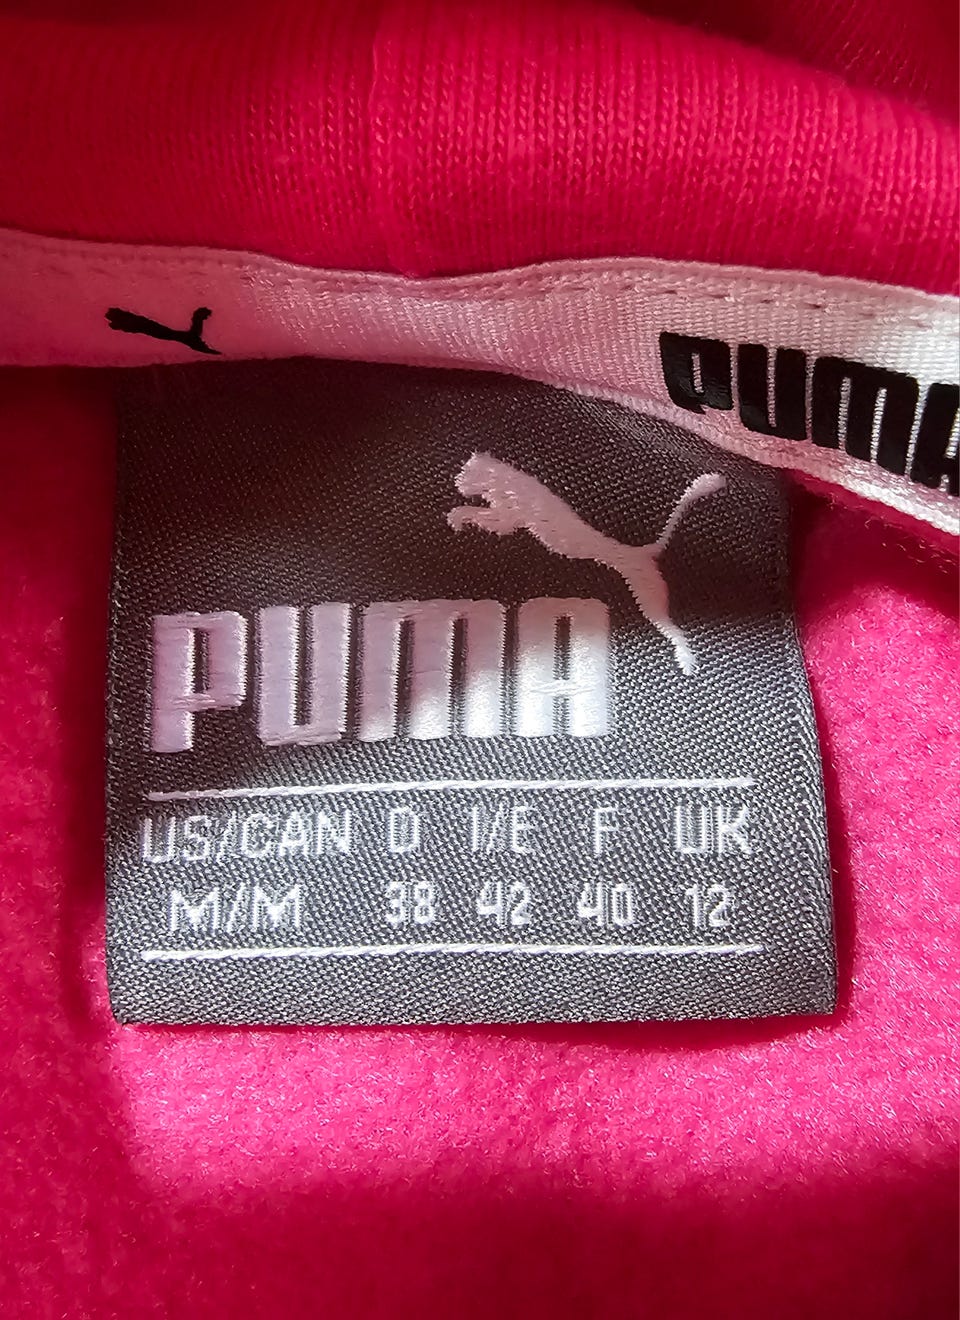 PUMA
PUMA
US/CAN D I/E F UK
M/M 38 42 40 12